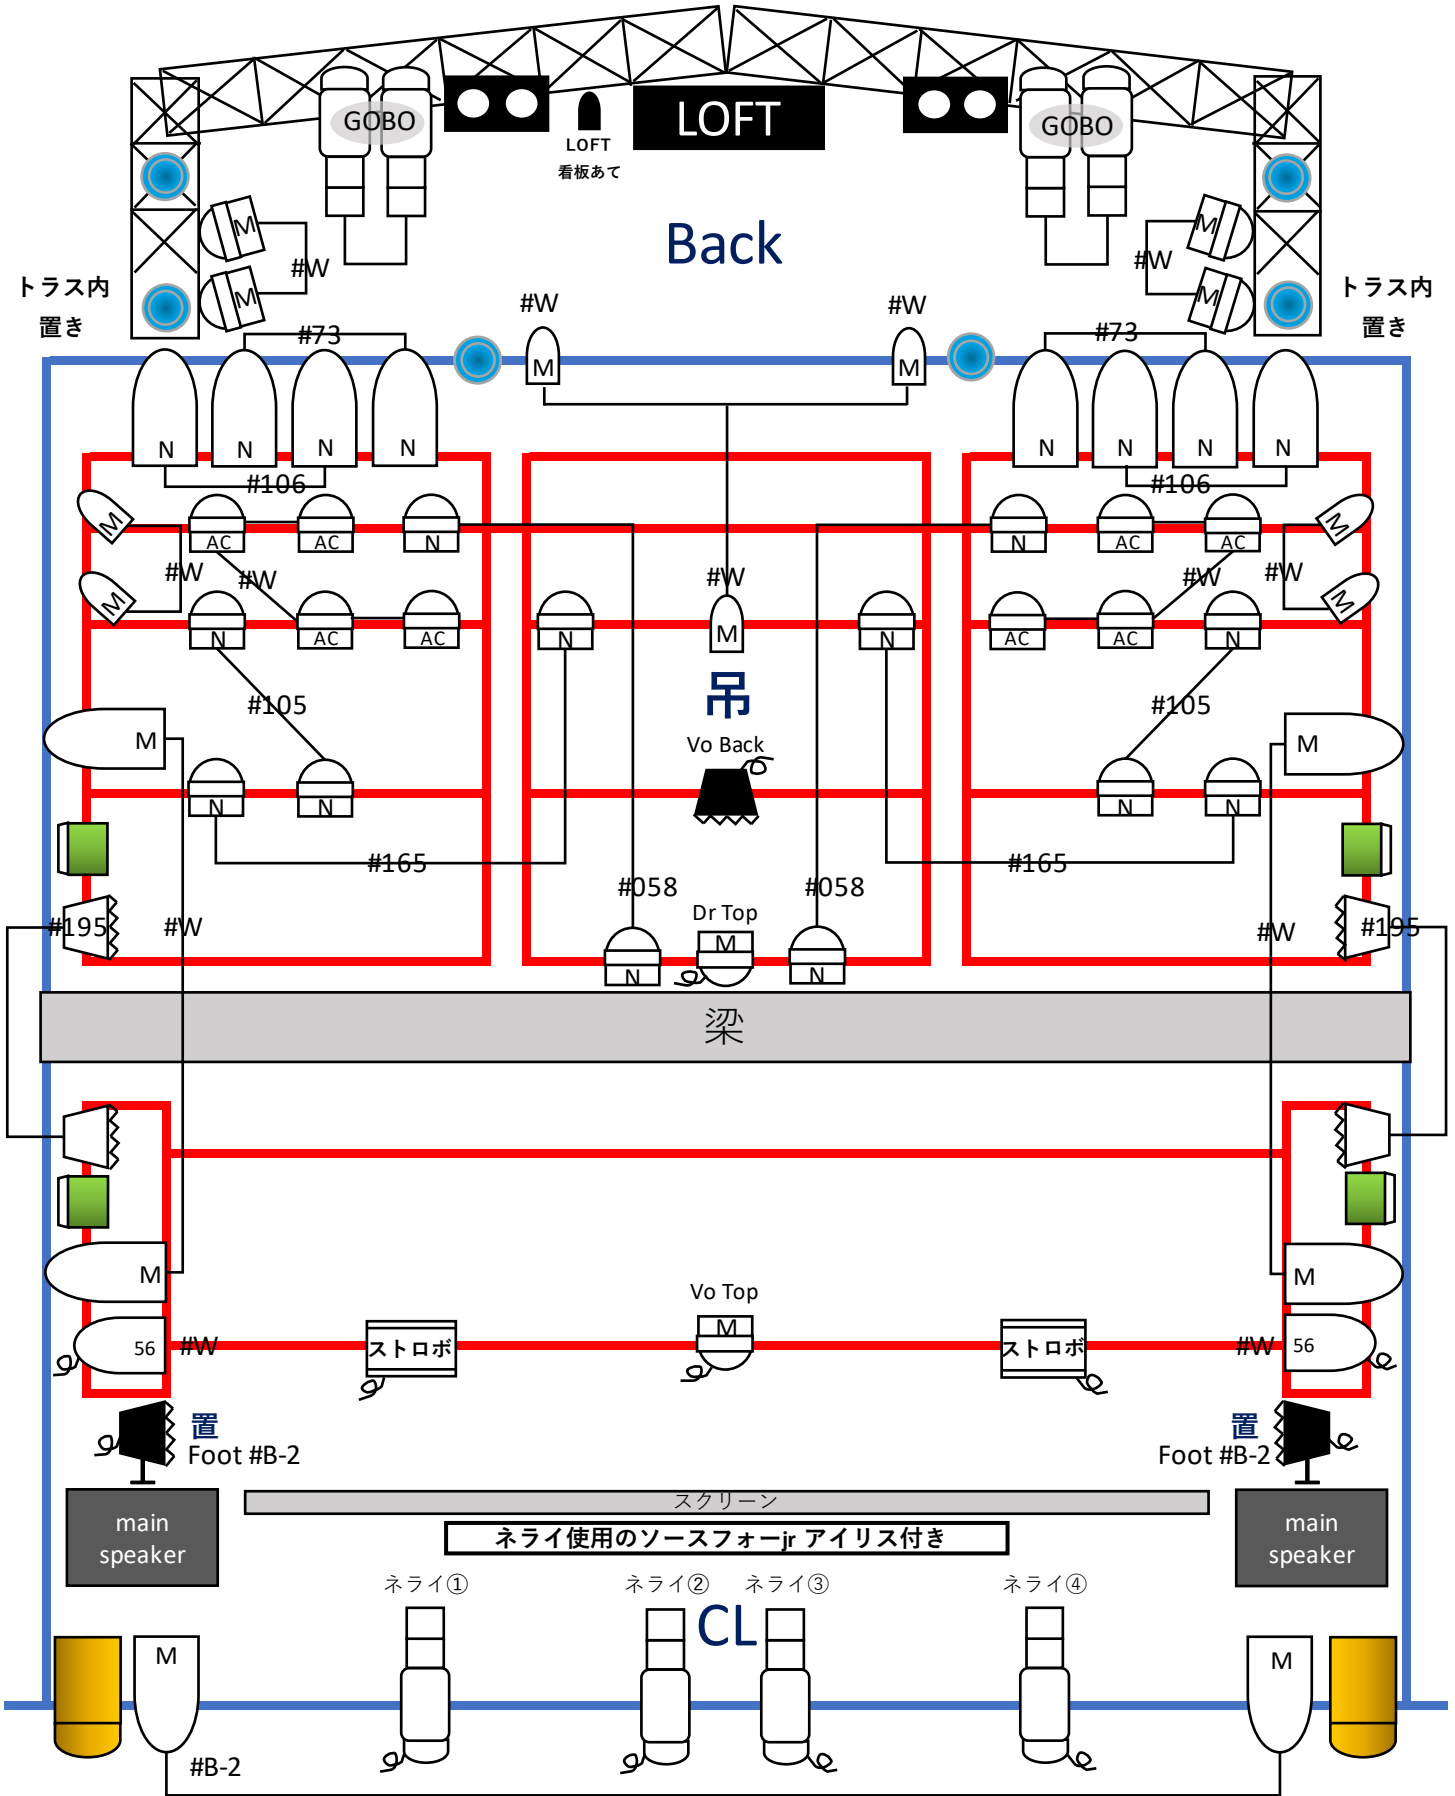 GOBO
LOFT
GOBO
LOFT
看板あて
Back
M
M
#W
M
M
#W
トラス内
置き
トラス内
置き
#W
#W
#73
#73
M
M
N
N
N
N
N
N
N
N
#106
#106
M
AC
AC
N
N
AC
AC
M
#W
#W
#W
#W
#W
M
N
AC
AC
N
M
N
AC
AC
N
M
吊
#105
#105
M
Vo Back
M
N
N
N
N
#165
#165
#058
#058
#195
#W
Dr Top
#W
#195
M
N
N
梁
M
M
Vo Top
56
#W
ストロボ
M
ストロボ
#W
56
置
Foot #B-2
置
Foot #B-2
スクリーン
main
speaker
main
speaker
ネライ使用のソースフォーjr アイリス付き
ネライ①
ネライ②
ネライ③
ネライ④
CL
M
M
#B-2